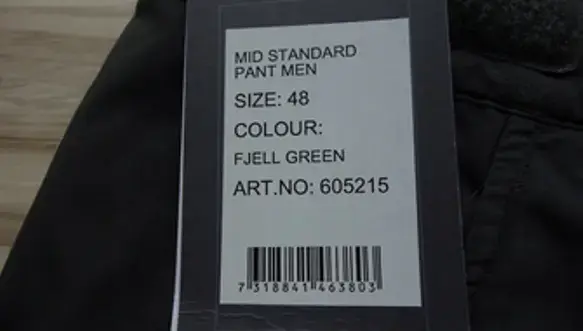 MID STANDARD
PANT MEN
SIZE: 48
COLOUR:
FJELL GREEN
ART.NO: 605215
7 318841 463803